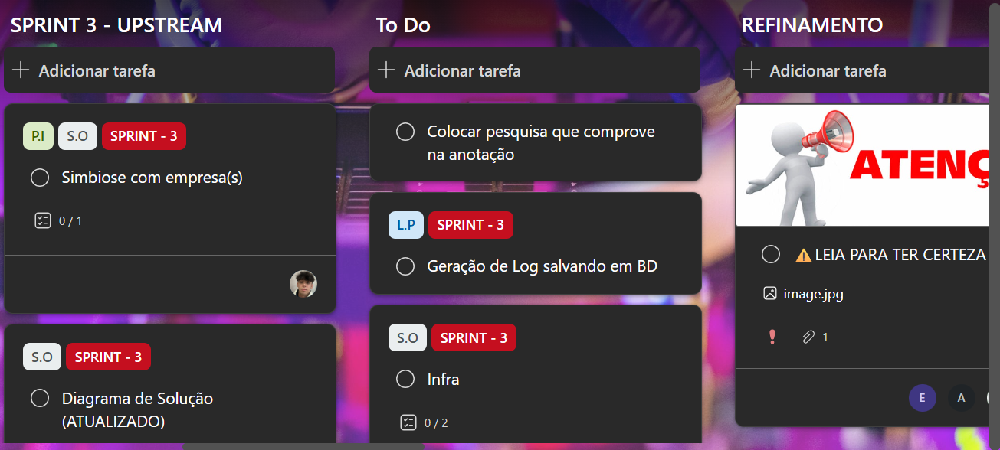 SPRINT 3 - UPSTREAM
Adicionar tarefa
P.I S.O SPRINT - 3
Simbiose com empresa(s)
0 / 1
S.O SPRINT - 3
Diagrama de Solução
(ATUALIZADO)
To Do
Adicionar tarefa
Colocar pesquisa que comprove
na anotação
L.P SPRINT - 3
Geração de Log salvando em BD
S.O SPRINT - 3
Infra
0 / 2
REFINAMENTO
Adicionar tarefa
ATENÇ
LEIA PARA TER CERTEZA
image.jpg
1
E A